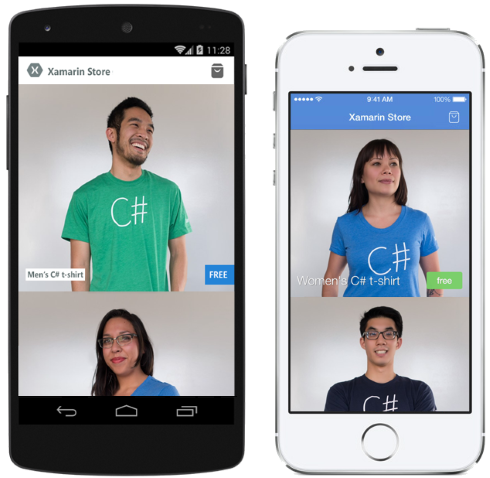 11:28
Xamarin Store
C#
Men's C# t-shirt
FREE
9:41 AM
100%
Xamarin Store
C#
Women's C# t-shirt
free
C#